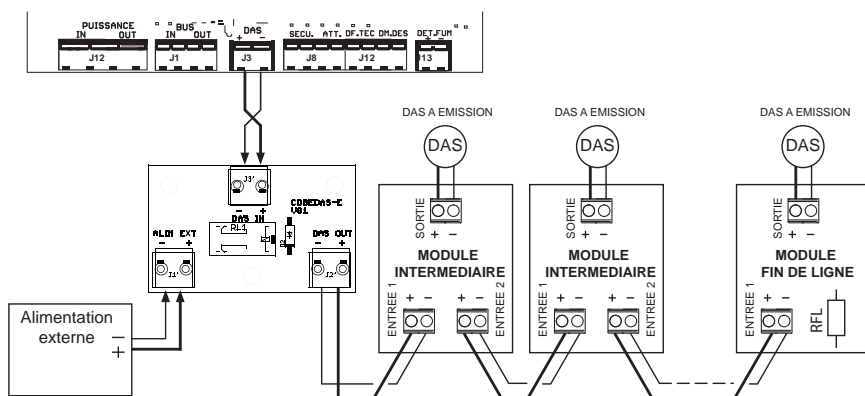 PUISSANCE
IN OUT
J12
BUS
IN OUT
J1
DAS
+ -
J3
SECU. ATT. DF.TEC DM.DES
J8 J12
DET.FUM
+ -
J13
DAS A EMISSION
DAS
DAS A EMISSION
DAS
DAS A EMISSION
DAS
J3'
- +
DAS IN
CDBEDAS-E
V01
RL1
D2
ALIM EXT
- +
J1'
DAS OUT
- +
J2'
SORTIE
+ −
MODULE
INTERMEDIAIRE
ENTREE 1
+ −
+ −
ENTREE 2
SORTIE
+ −
MODULE
INTERMEDIAIRE
ENTREE 1
+ −
+ −
ENTREE 2
SORTIE
+ −
MODULE
FIN DE LIGNE
ENTREE 1
+ −
RFL
Alimentation
externe
−
+